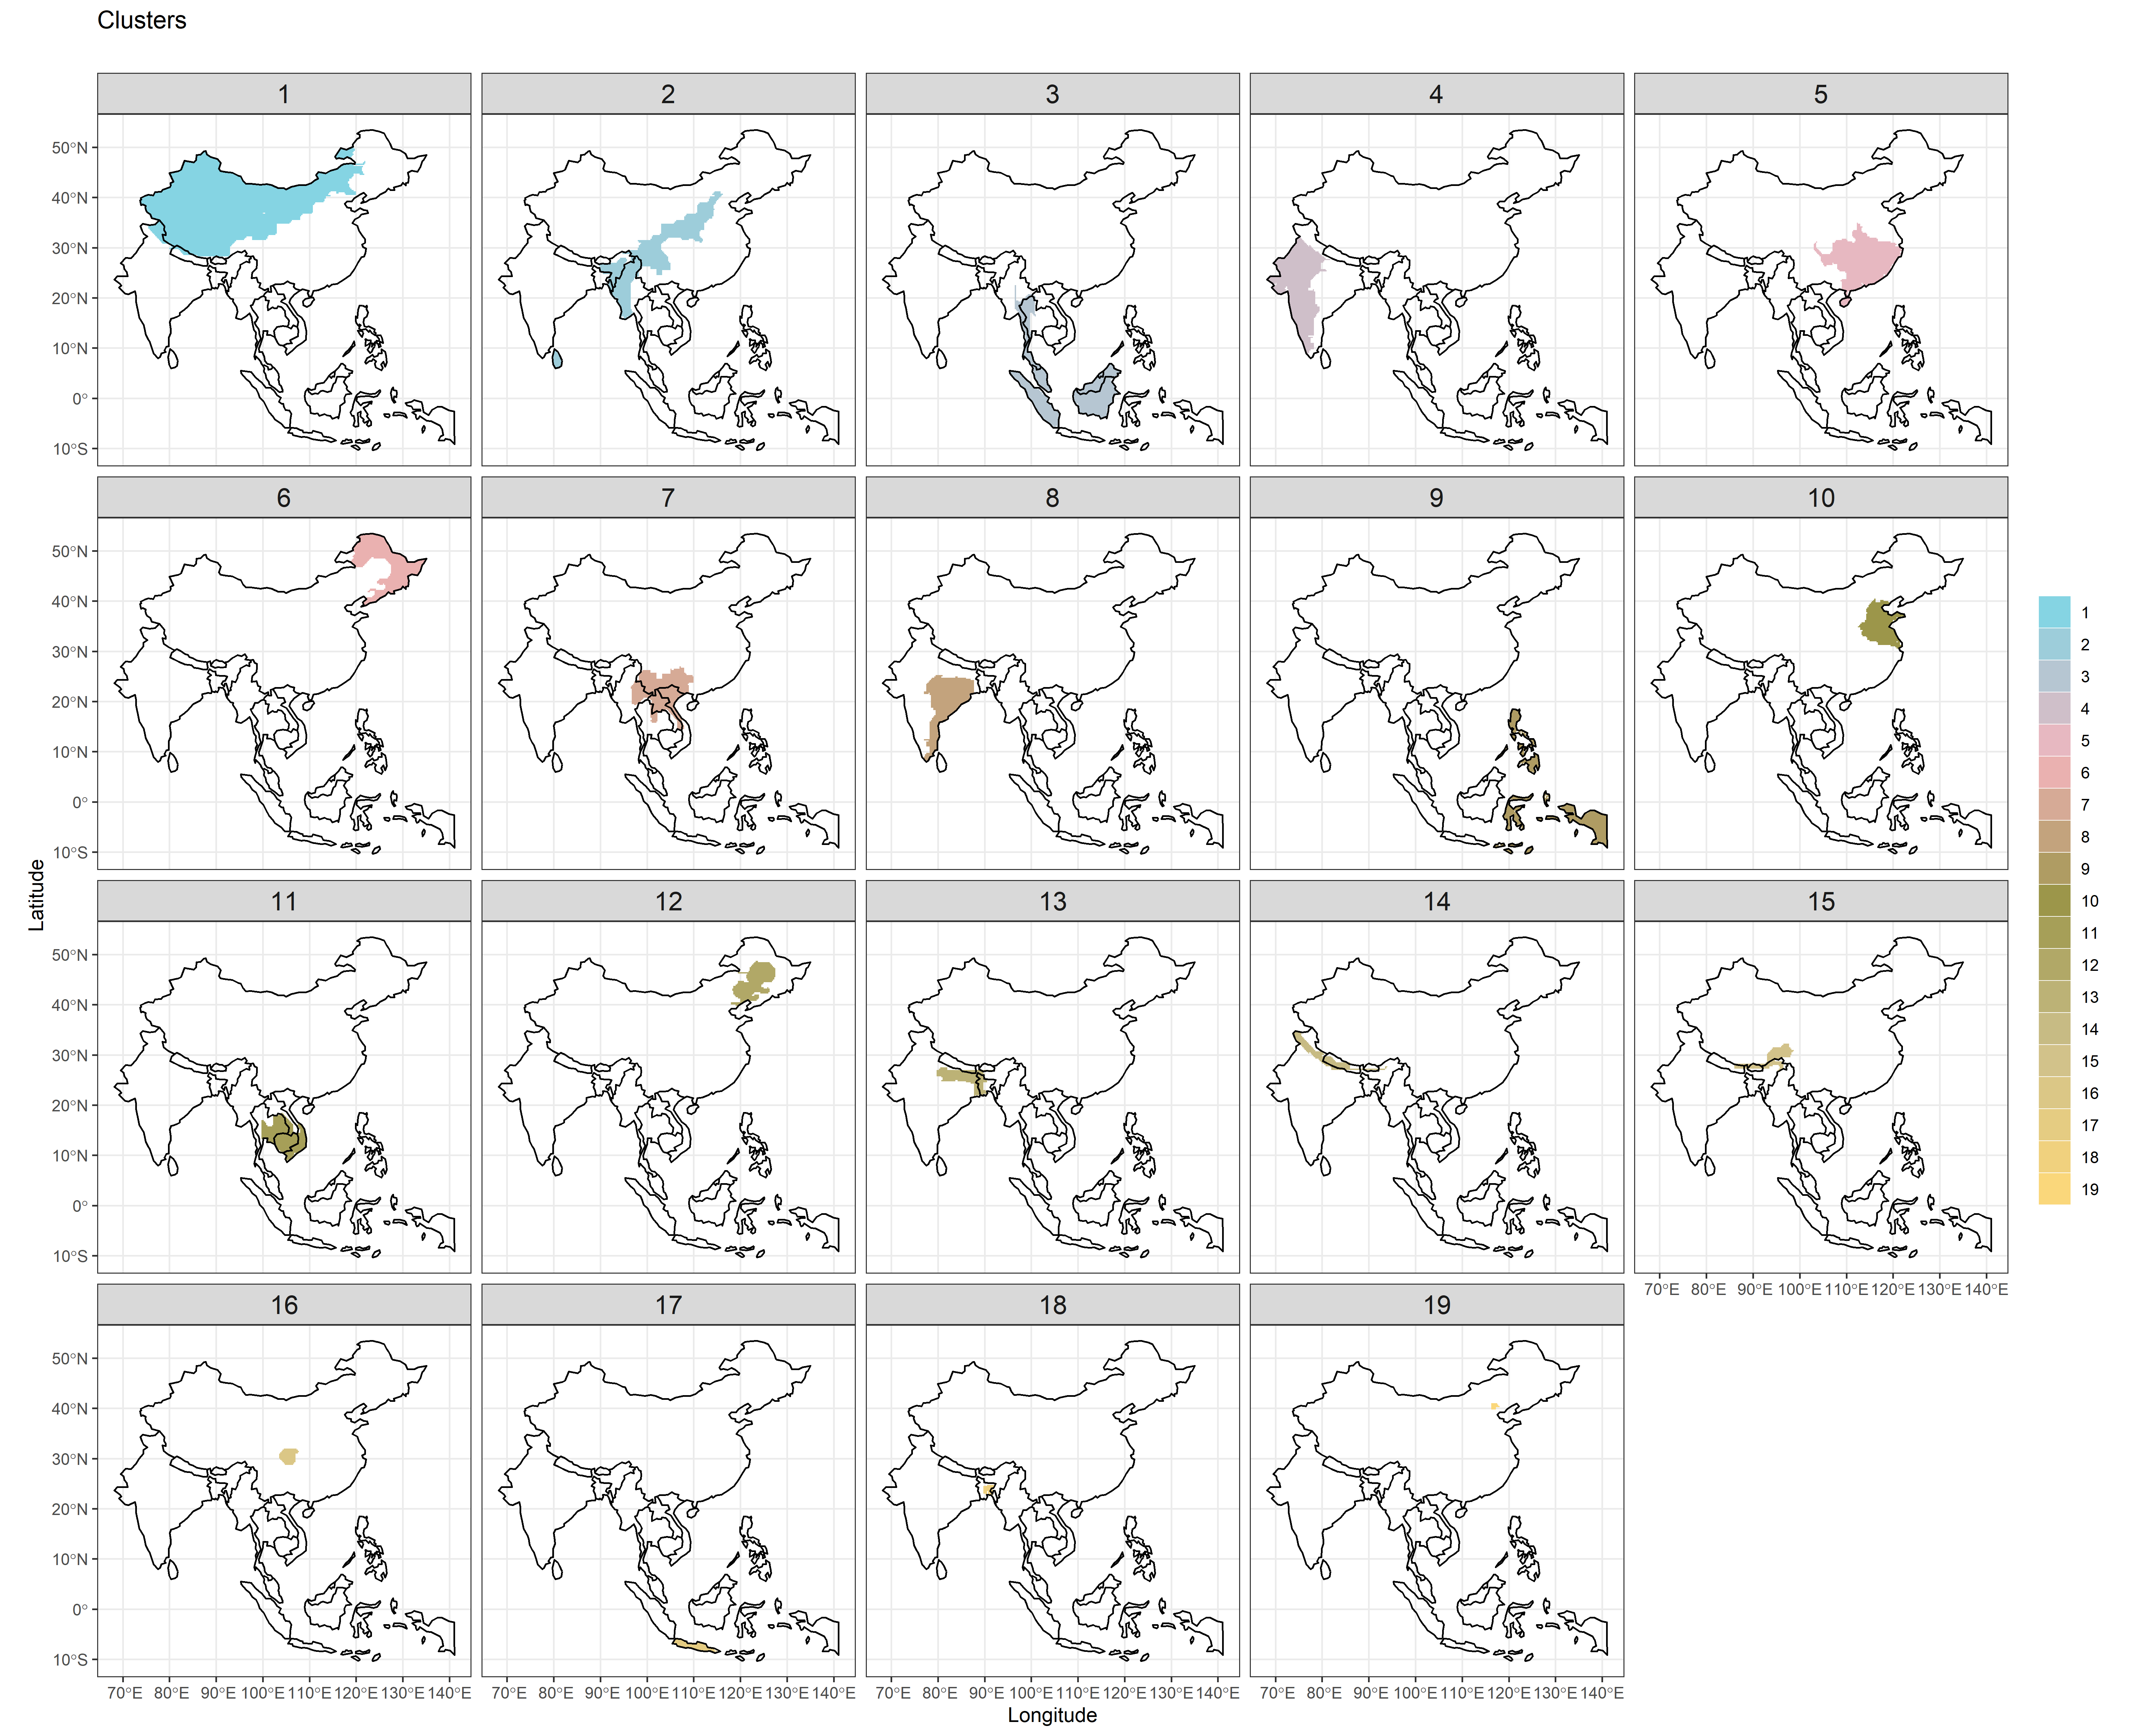 Clusters
1 2 3 4 5
50°N
40°N
30°N
20°N
10°N
0°
10°S
6 7 8 9 10
50°N
40°N
30°N
20°N
10°N
0°
10°S
11 12 13 14 15
50°N
40°N
30°N
20°N
10°N
0°
10°S
70°E 80°E 90°E 100°E 110°E 120°E 130°E 140°E
16 17 18 19
50°N
40°N
30°N
20°N
10°N
0°
10°S
70°E 80°E 90°E 100°E 110°E 120°E 130°E 140°E 70°E 80°E 90°E 100°E 110°E 120°E 130°E 140°E 70°E 80°E 90°E 100°E 110°E 120°E 130°E 140°E 70°E 80°E 90°E 100°E 110°E 120°E 130°E 140°E
Longitude
Latitude
1
2
3
4
5
6
7
8
9
10
11
12
13
14
15
16
17
18
19